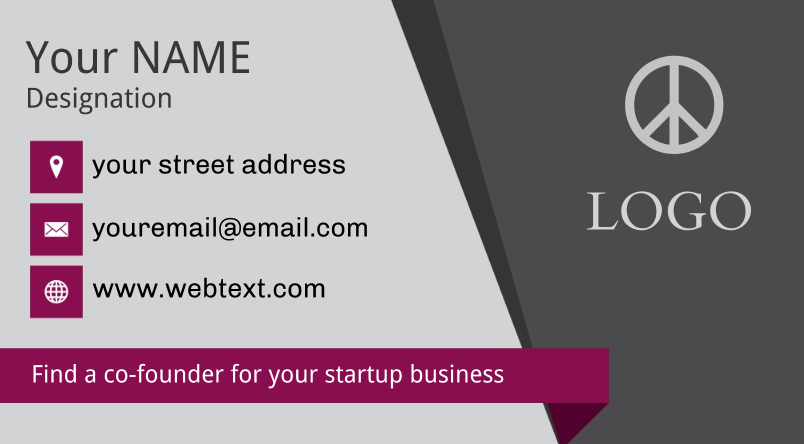 Your NAME
Designation
your street address
youremail@email.com
www.webtext.com
Find a co-founder for your startup business
LOGO